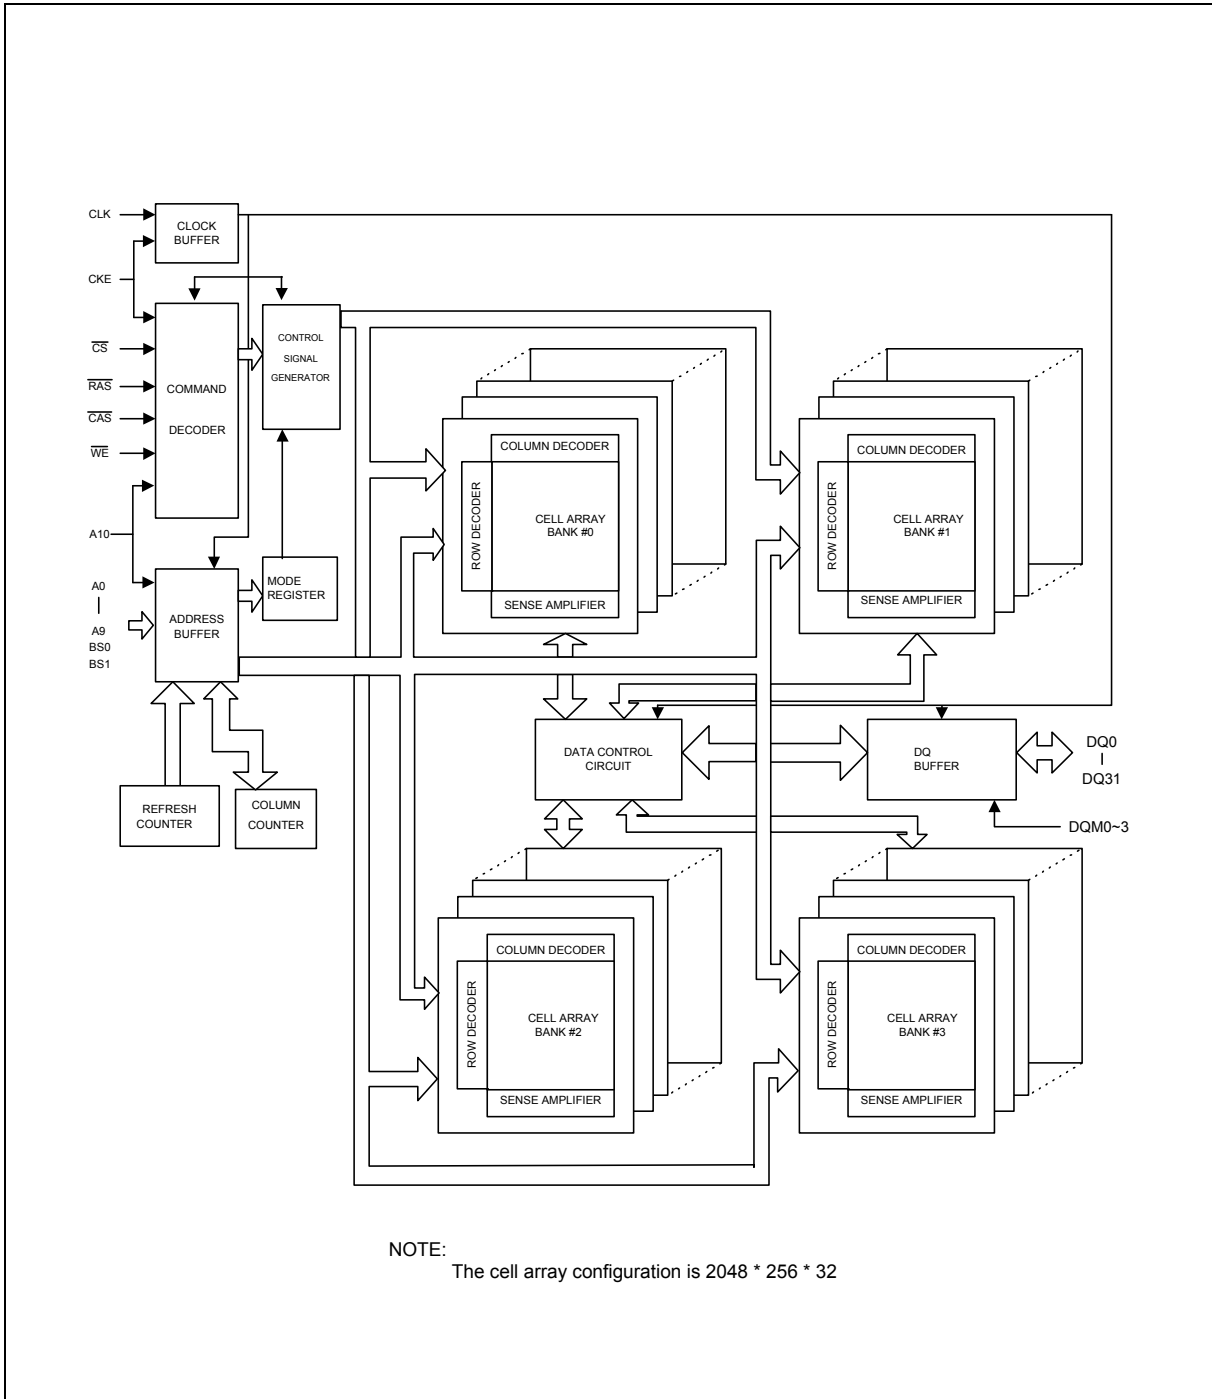 CLK
CLOCK
BUFFER
CKE
CS
RAS
CAS
WE
A10
COMMAND
DECODER
CONTROL
SIGNAL
GENERATOR
A0
A9
BS0
BS1
ADDRESS
BUFFER
MODE
REGISTER
REFRESH
COUNTER
COLUMN
COUNTER
COLUMN DECODER
ROW DECODER
CELL ARRAY
BANK #0
SENSE AMPLIFIER
COLUMN DECODER
ROW DECODER
CELL ARRAY
BANK #1
SENSE AMPLIFIER
DATA CONTROL
CIRCUIT
DQ
BUFFER
DQ0
DQ31
DQM0~3
COLUMN DECODER
ROW DECODER
CELL ARRAY
BANK #2
SENSE AMPLIFIER
COLUMN DECODER
ROW DECODER
CELL ARRAY
BANK #3
SENSE AMPLIFIER
NOTE:
The cell array configuration is 2048 * 256 * 32